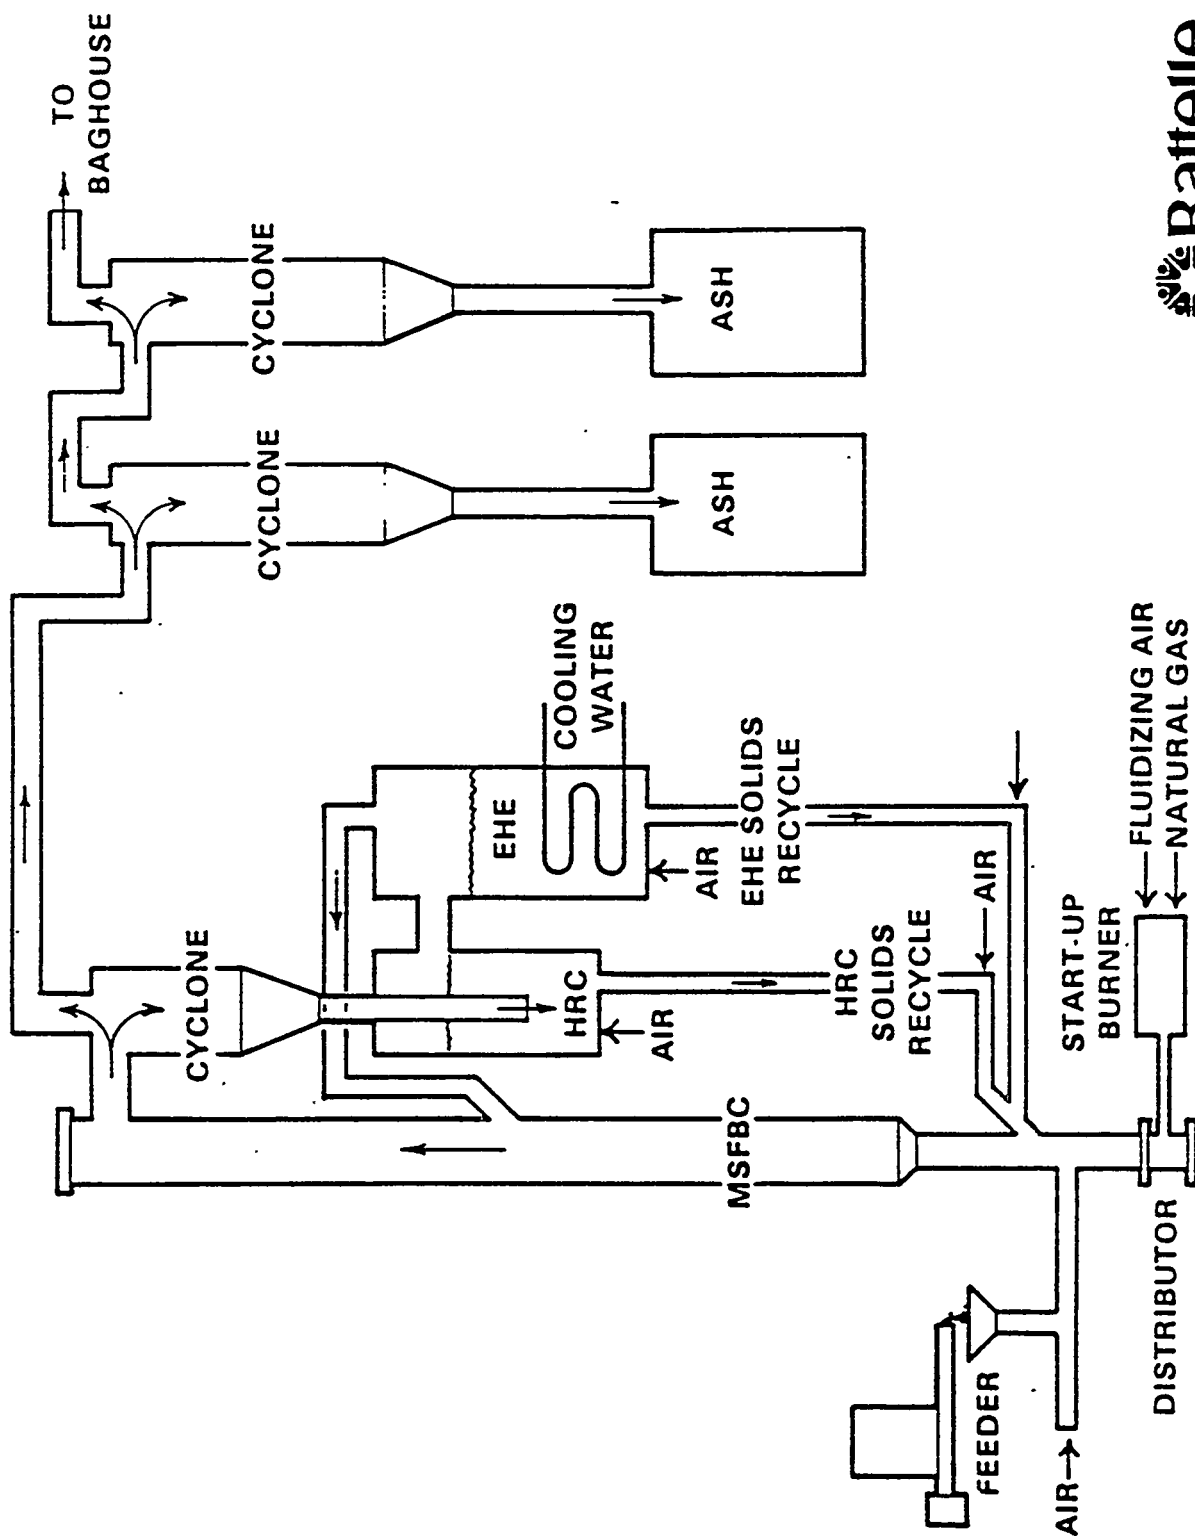 TO
BAGHOUSE
CYCLONE
CYCLONE
CYCLONE
ASH
ASH
EHE
COOLING
WATER
HRC
AIR
AIR
EHE SOLIDS
RECYCLE
HRC
SOLIDS
RECYCLE
AIR
MSFBC
START-UP
BURNER
FLUIDIZING AIR
NATURAL GAS
FEEDER
AIR
DISTRIBUTOR
Battelle